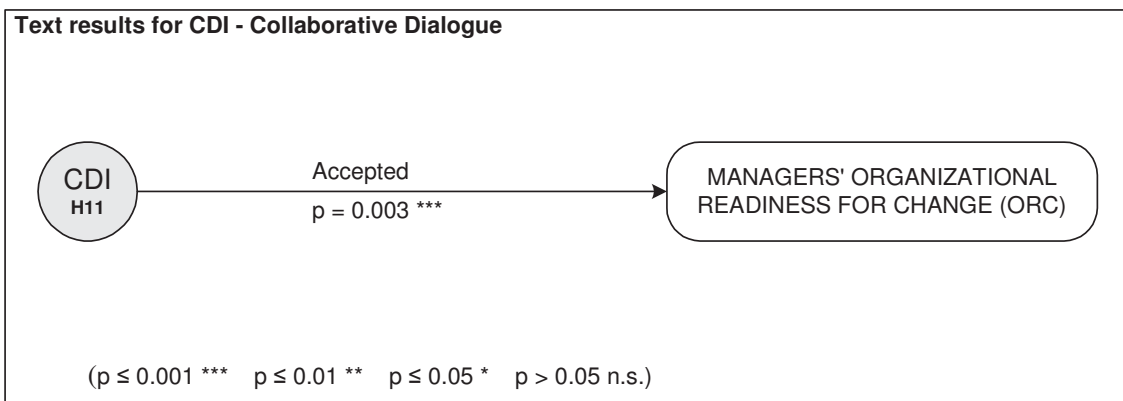 Text results for CDI - Collaborative Dialogue
CDI
H11
Accepted
p = 0.003 ***
MANAGERS' ORGANIZATIONAL
READINESS FOR CHANGE (ORC)
(p ≤ 0.001 *** p ≤ 0.01 ** p ≤ 0.05 * p > 0.05 n.s.)